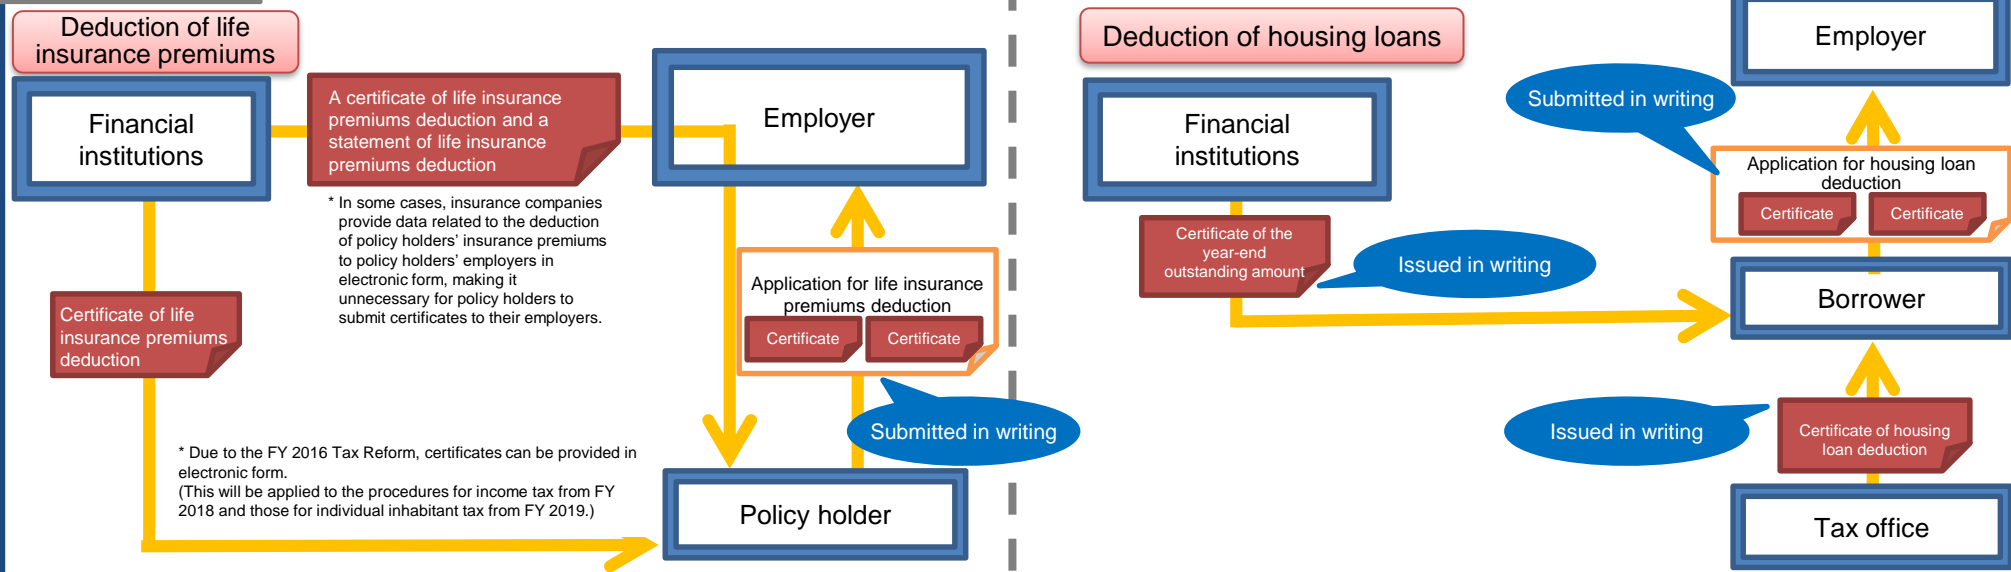 Deduction of life
insurance premiums
Financial
institutions
A certificate of life insurance
premiums deduction and a
statement of life insurance
premiums deduction
Employer
* In some cases, insurance companies
provide data related to the deduction
of policy holders' insurance premiums
to policy holders' employers in
electronic form, making it
unnecessary for policy holders to
submit certificates to their employers.
Certificate of life
insurance premiums
deduction
Application for life insurance
premiums deduction
Certificate
Certificate
Submitted in writing
* Due to the FY 2016 Tax Reform, certificates can be provided in
electronic form.
(This will be applied to the procedures for income tax from FY
2018 and those for individual inhabitant tax from FY 2019.)
Policy holder
Deduction of housing loans
Employer
Financial
institutions
Submitted in writing
Application for housing loan
deduction
Certificate
Certificate
Certificate of the
year-end
outstanding amount
Issued in writing
Borrower
Issued in writing
Certificate of housing
loan deduction
Tax office